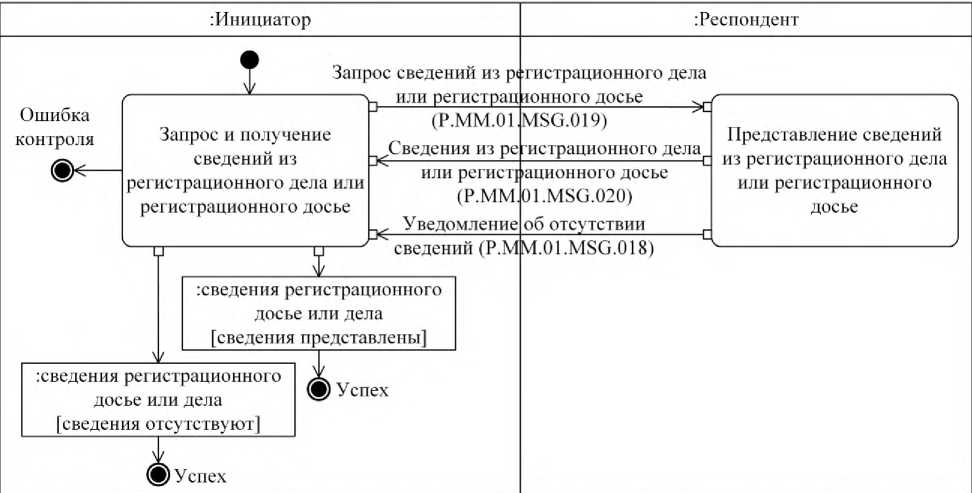 :Инициатор
:Респондент
Запрос сведений из регистрационного дела
или регистрационного досье
(P.MM.01.MSG.019)
Ошибка
контроля
Запрос и получение
сведений из
регистрационного дела или
регистрационного досье
Сведения из регистрационного дела
или регистрационного досье
(P.MM.01.MSG.020)
Представление сведений
из регистрационного дела
или регистрационного
досье
Уведомление об отсутствии
сведений (P.MM.01.MSG.018)
:сведения регистрационного
досье или дела
[сведения представлены]
Успех
:сведения регистрационного
досье или дела
[сведения отсутствуют]
Успех